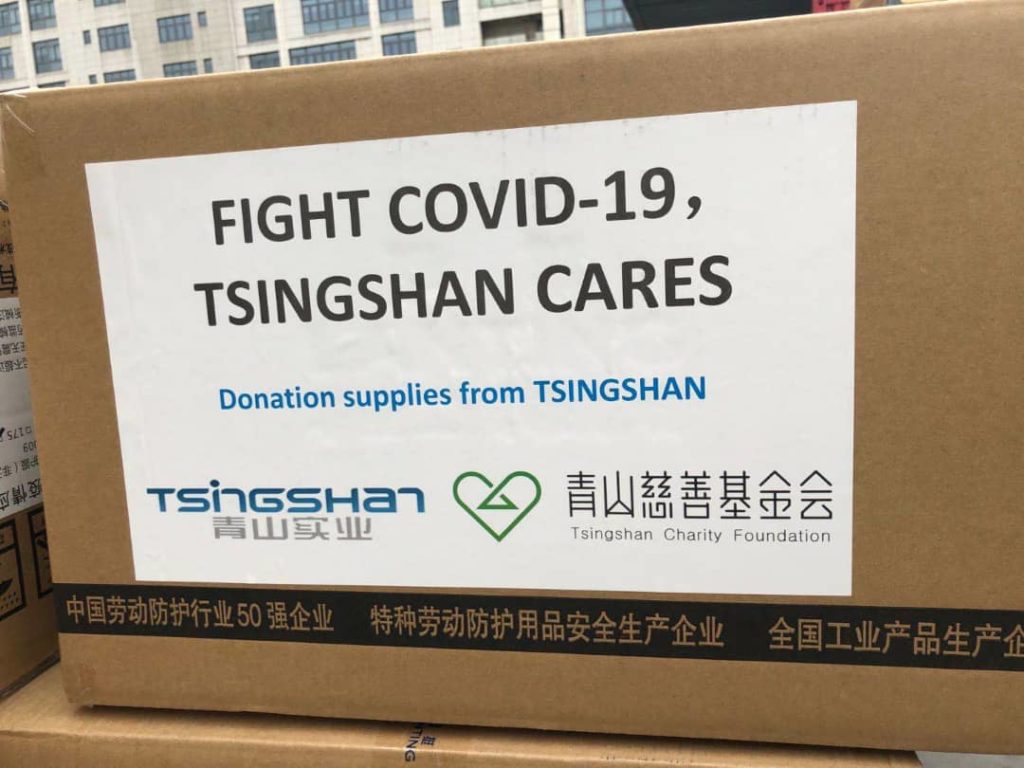 FIGHT COVID-19，
TSINGSHAN CARES
Donation supplies from TSINGSHAN
TSINGSHAN
青山实业
青山慈善基金会
Tsingshan Charity Foundation
中国劳动防护行业50强企业 特种劳动防护用品安全生产企业 全国工业产品生产企